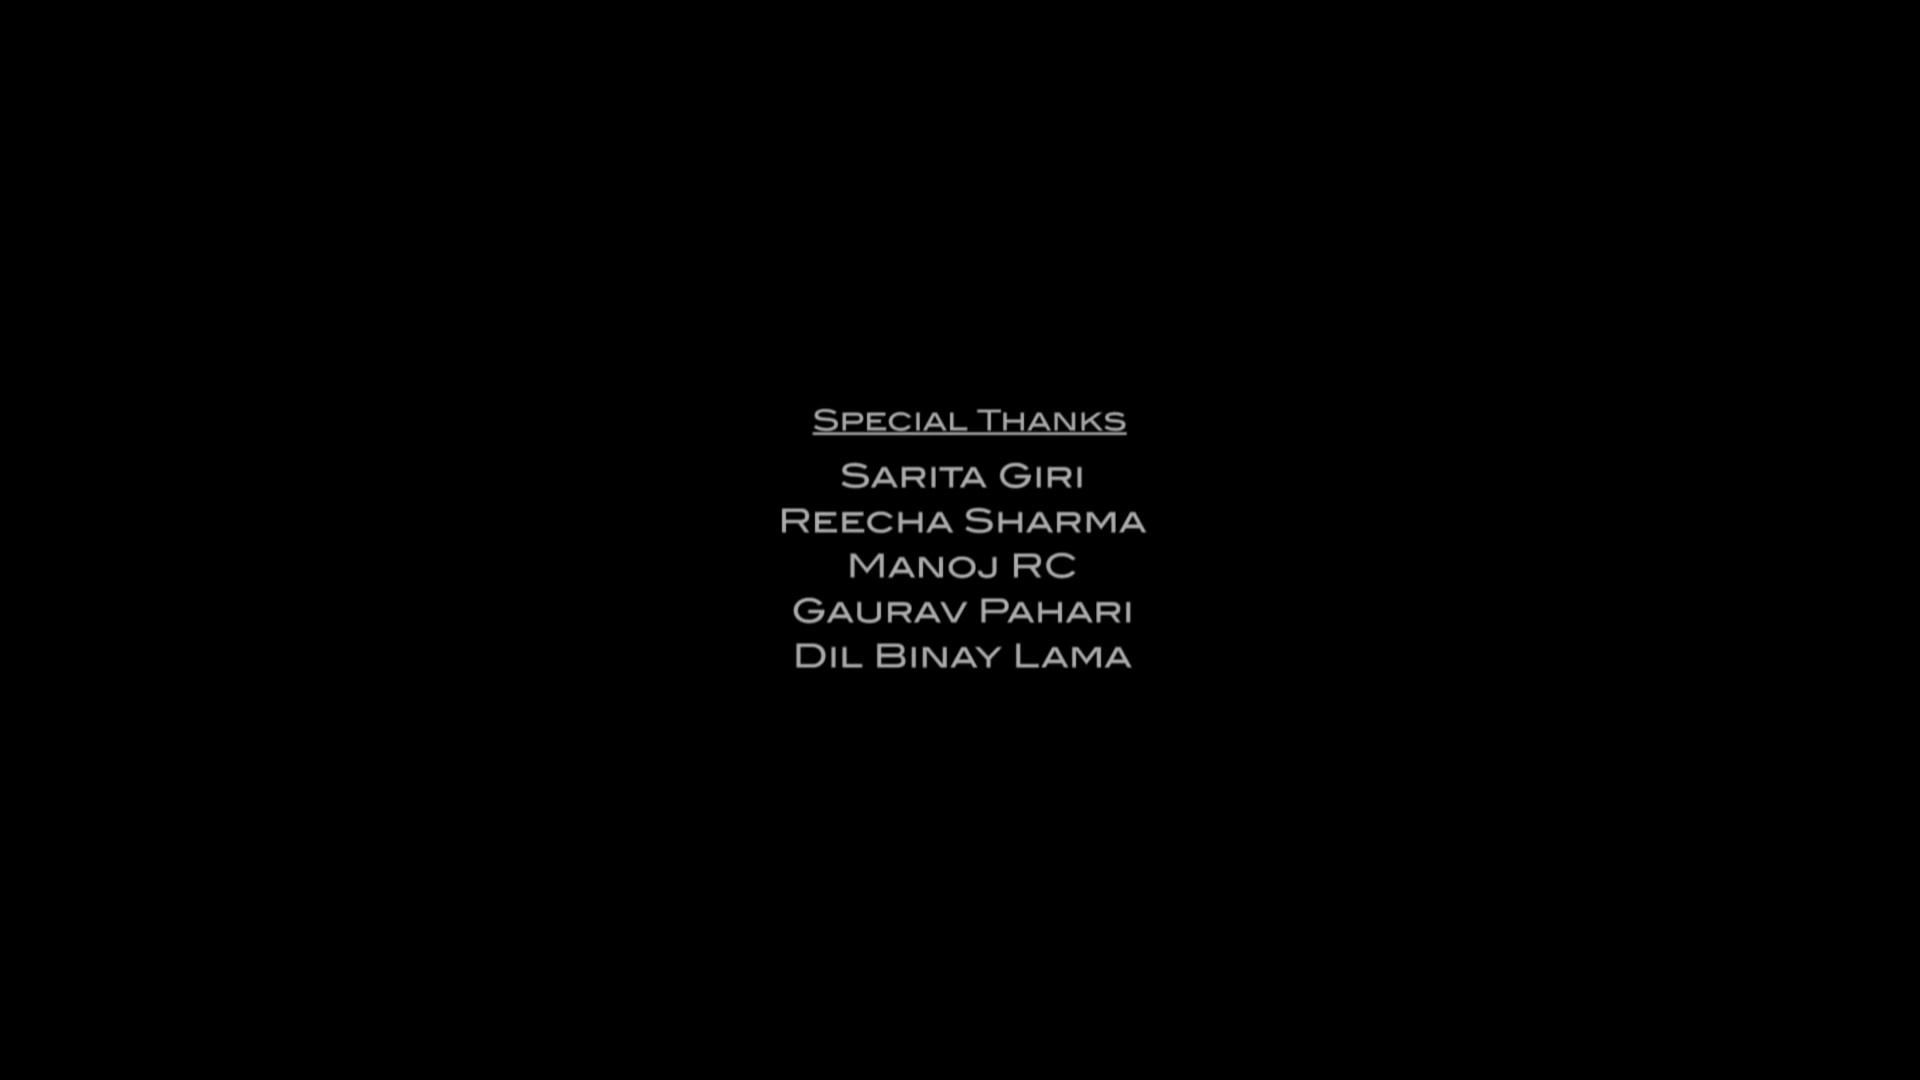 Special Thanks
Sarita Giri
Reecha Sharma
Manoj RC
Gaurav Pahari
Dil Binay Lama